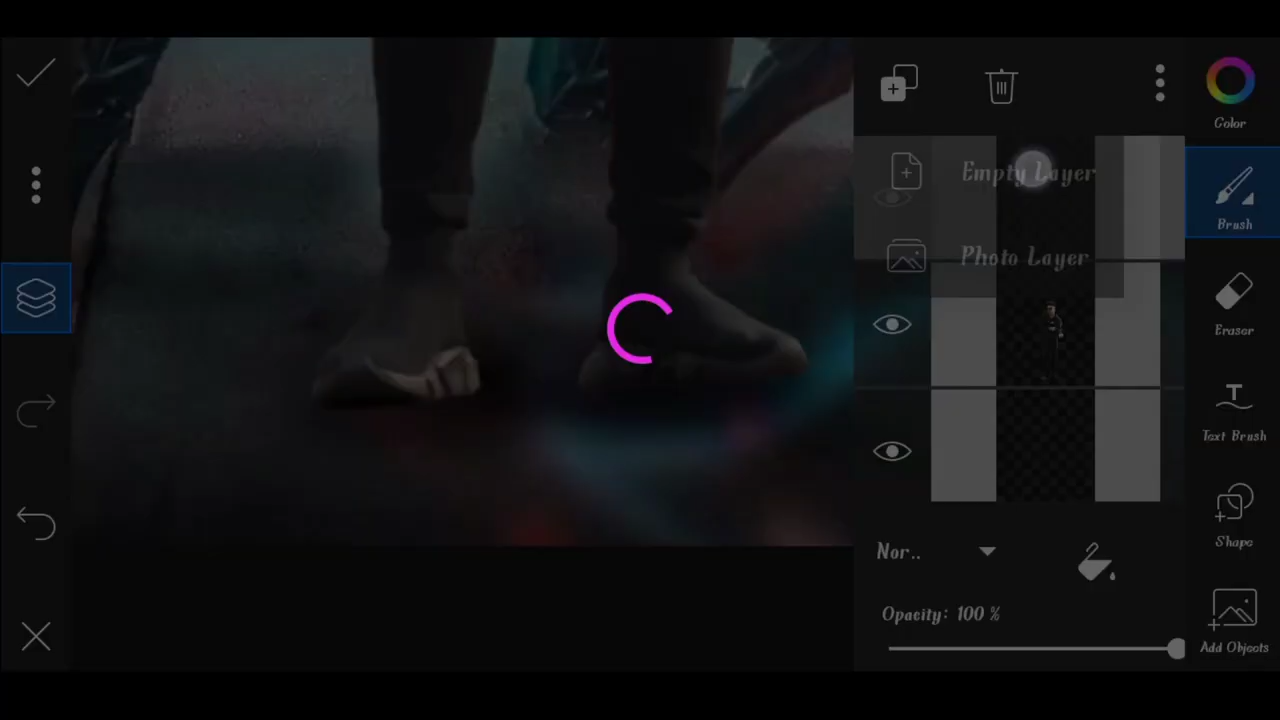 Color
Empty Layer
Brush
Photo Layer
Eraser
Text Brush
Shape
Nor..
Opacity: 100 %
Add Objects